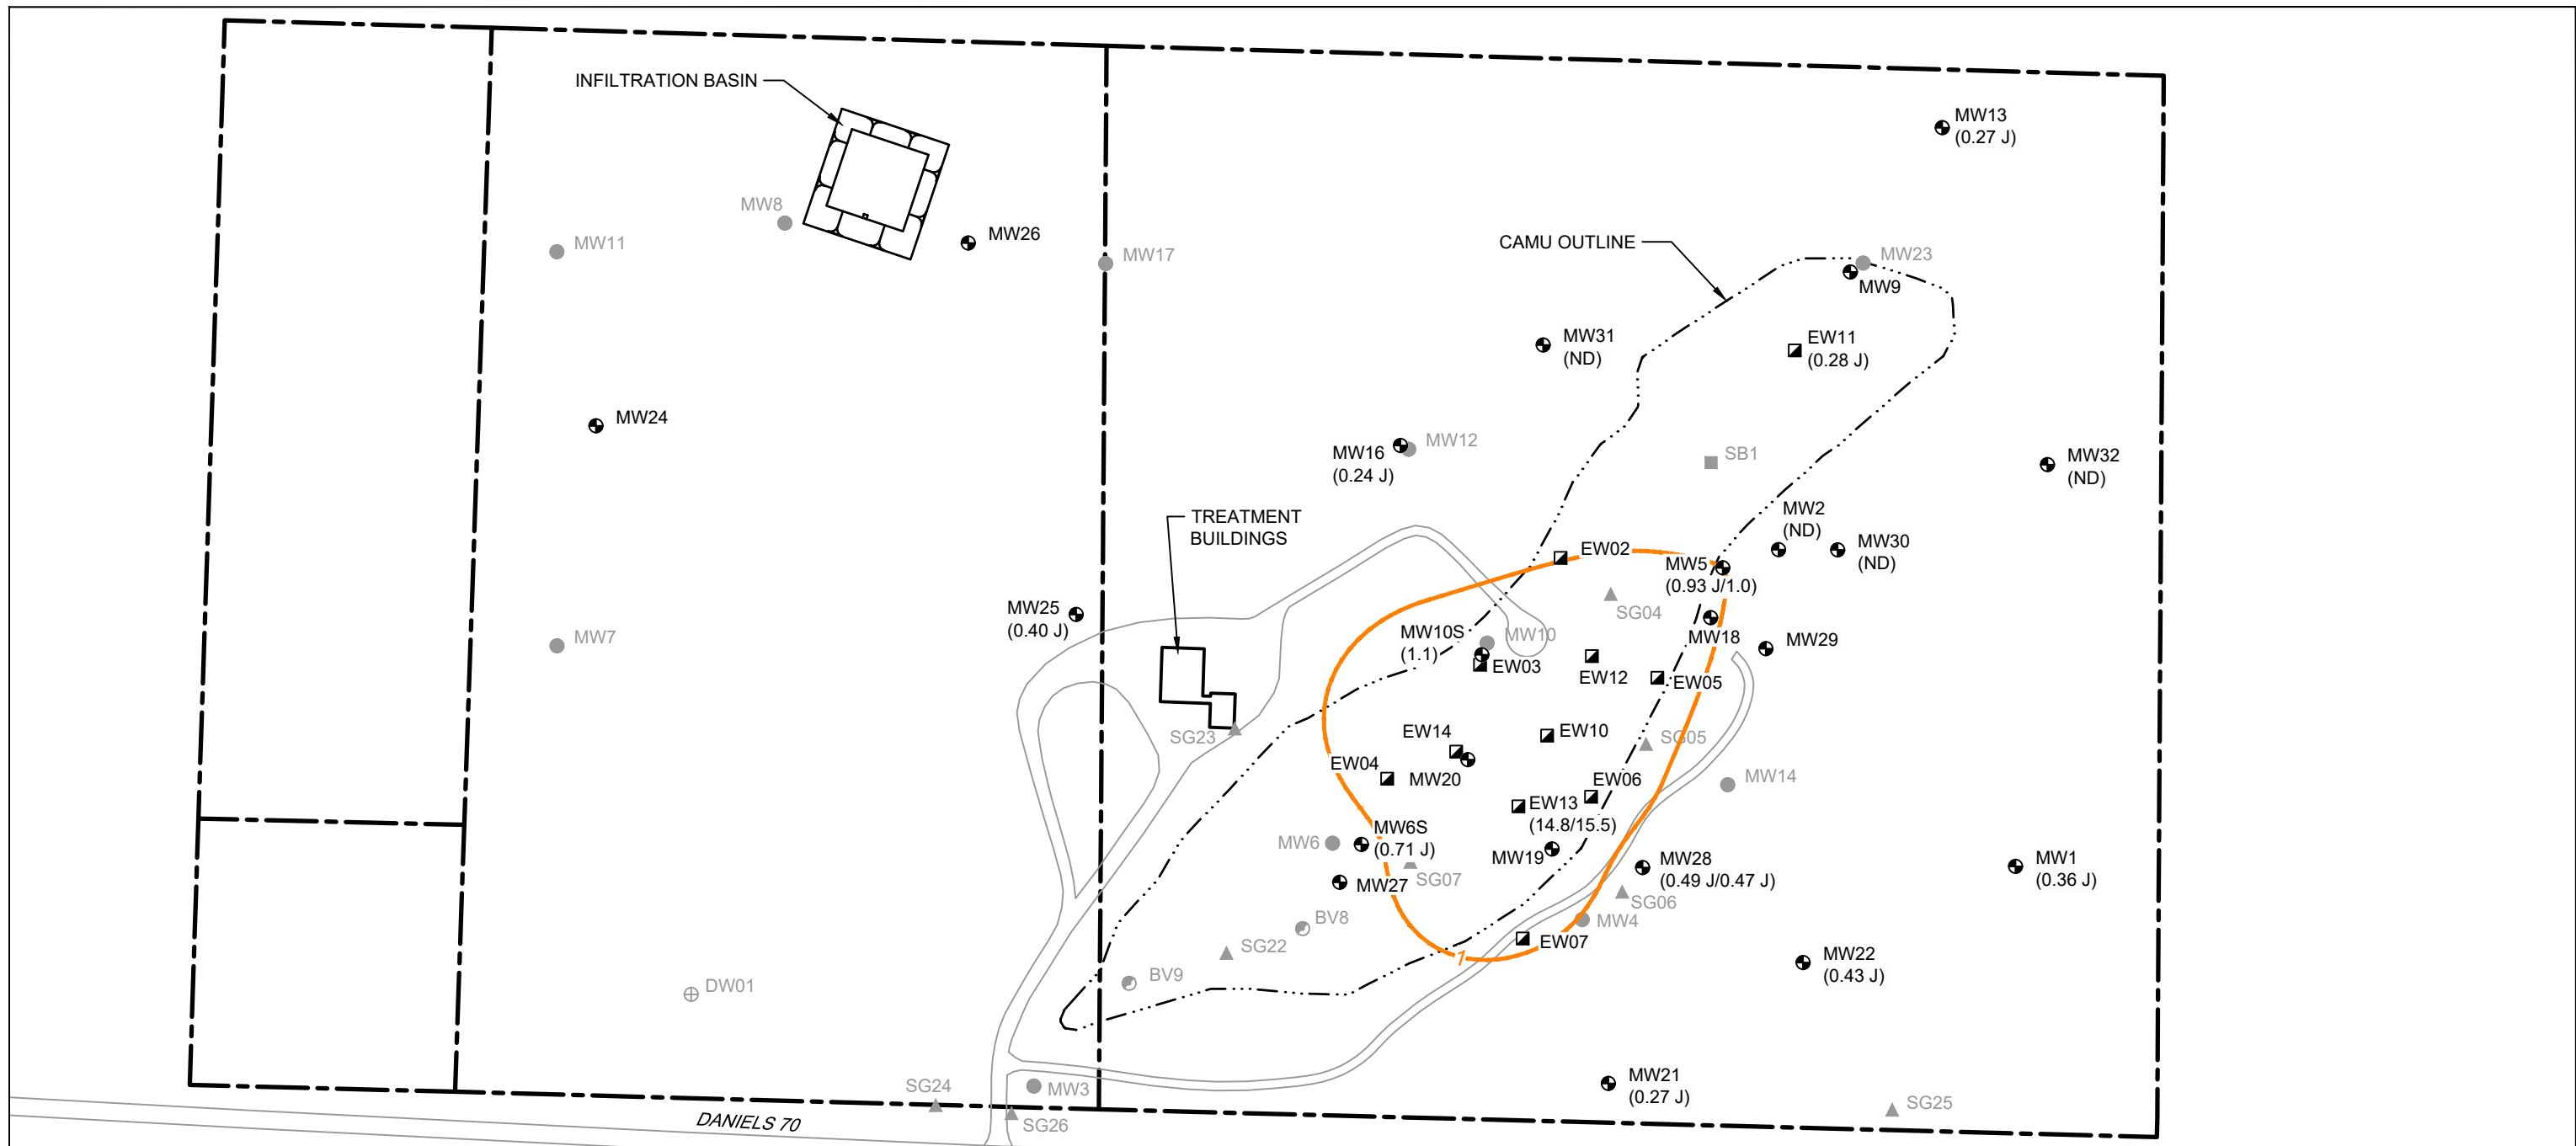 INFILTRATION BASIN
MW13
(0.27 J)
MW8
MW11
MW26
MW17
CAMU OUTLINE
MW23
MW9
MW31
(ND)
EW11
(0.28 J)
MW24
MW16
(0.24 J)
MW12
SB1
MW32
(ND)
TREATMENT
BUILDINGS
MW2
(ND)
MW30
(ND)
EW02
MW5
(0.93 J/1.0)
SG04
MW25
(0.40 J)
MW7
MW10S
(1.1)
MW10
EW03
EW12
MW18
MW29
EW05
SG23
EW14
EW10
SG05
EW04
MW20
EW06
MW14
EW13
(14.8/15.5)
MW6
MW6S
(0.71 J)
MW19
MW28
(0.49 J/0.47 J)
MW1
(0.36 J)
MW27
SG07
SG06
BV8
MW4
SG22
EW07
1
MW22
(0.43 J)
BV9
DW01
MW21
(0.27 J)
SG24
MW3
SG25
DANIELS 70
SG26